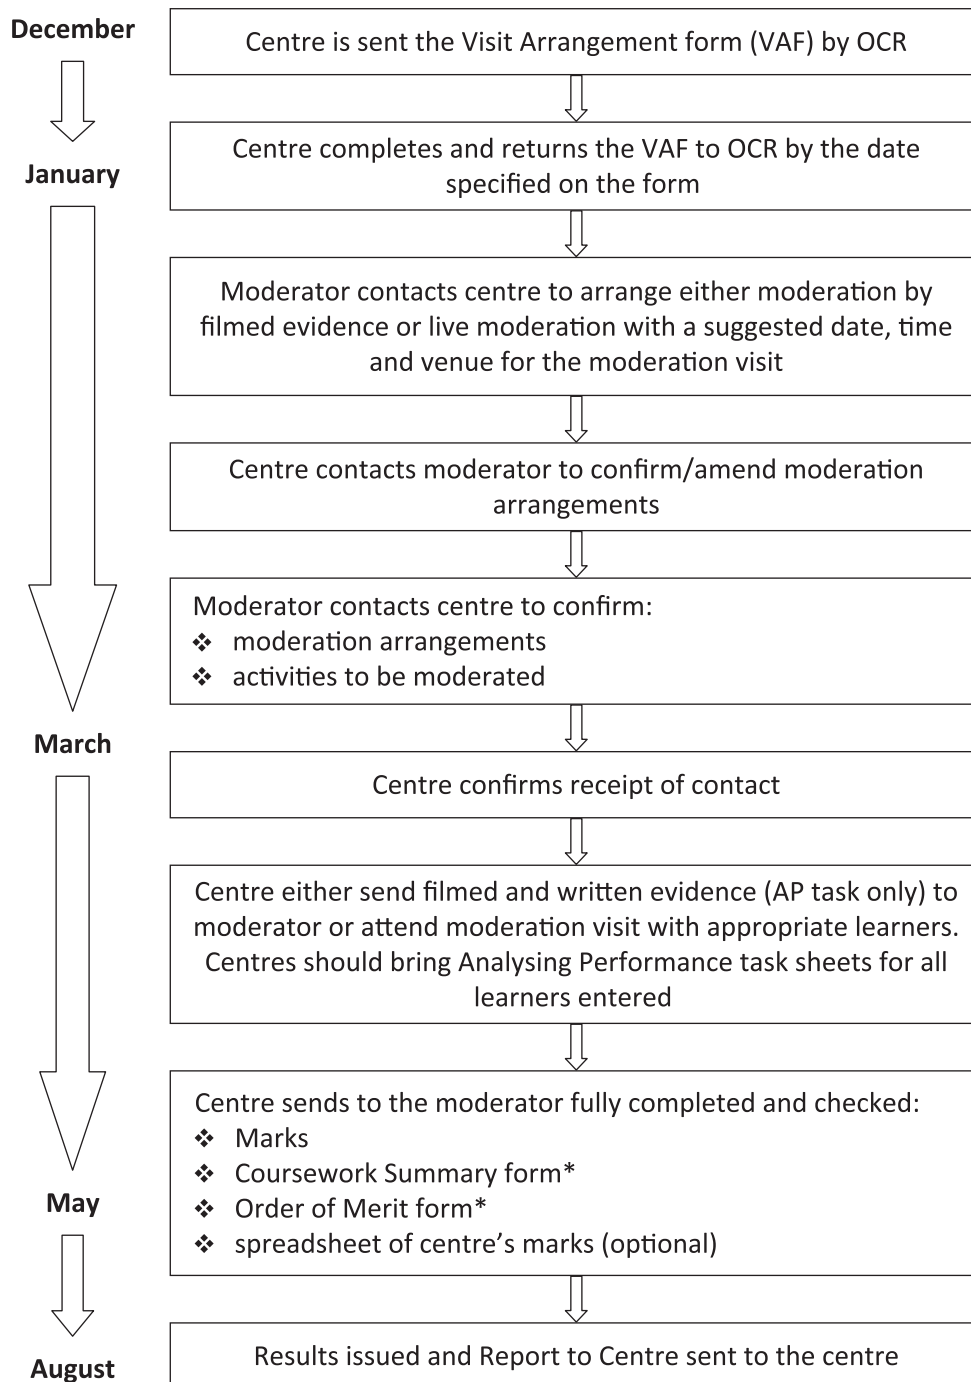 December
Centre is sent the Visit Arrangement form (VAF) by OCR
January
Centre completes and returns the VAF to OCR by the date
specified on the form
Moderator contacts centre to arrange either moderation by
filmed evidence or live moderation with a suggested date, time
and venue for the moderation visit
Centre contacts moderator to confirm/amend moderation
arrangements
Moderator contacts centre to confirm:
❖ moderation arrangements
❖ activities to be moderated
March
Centre confirms receipt of contact
Centre either send filmed and written evidence (AP task only) to
moderator or attend moderation visit with appropriate learners.
Centres should bring Analysing Performance task sheets for all
learners entered
Centre sends to the moderator fully completed and checked:
❖ Marks
❖ Coursework Summary form*
❖ Order of Merit form*
❖ spreadsheet of centre’s marks (optional)
May
August
Results issued and Report to Centre sent to the centre